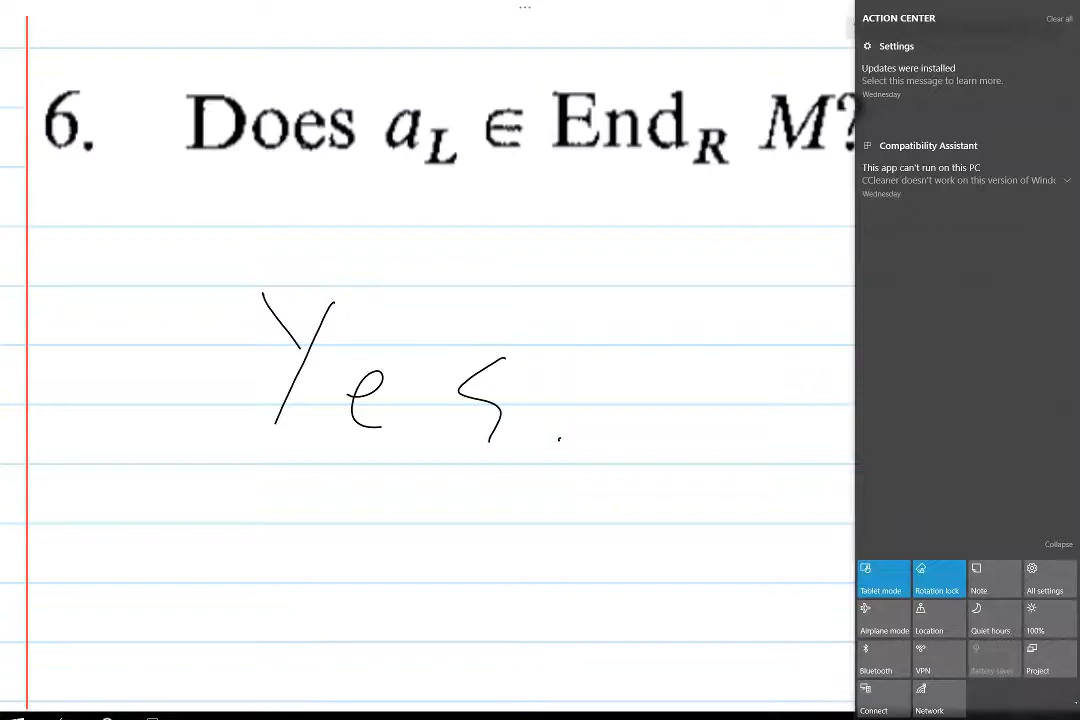 6. Does a_L ∈ End_R M?
Yes.
ACTION CENTER
Clear all
Settings
Updates were installed
Select this message to learn more.
Wednesday
Compatibility Assistant
This app can't run on this PC
CCleaner doesn't work on this version of Windo
Wednesday
Collapse
Tablet mode Rotation lock Note All settings
Airplane mode Location Quiet hours 100%
Bluetooth VPN Battery saver Project
Connect Network